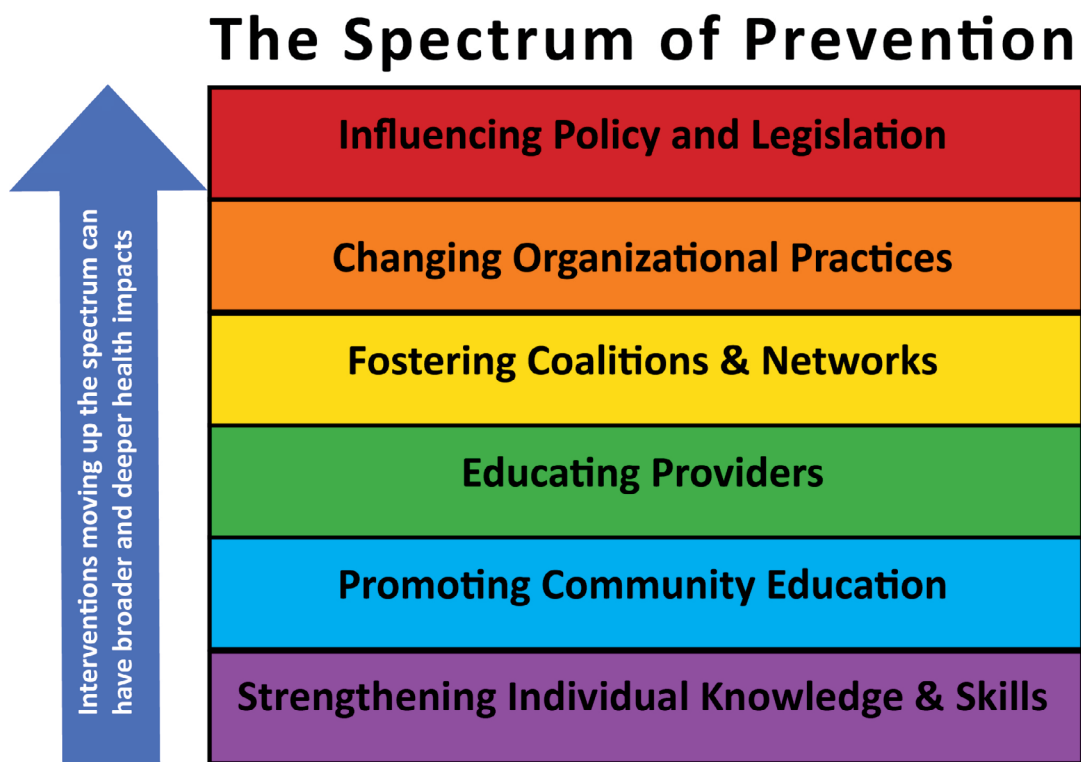 The Spectrum of Prevention
Influencing Policy and Legislation
Changing Organizational Practices
Fostering Coalitions & Networks
Educating Providers
Promoting Community Education
Strengthening Individual Knowledge & Skills
Interventions moving up the spectrum can
have broader and deeper health impacts